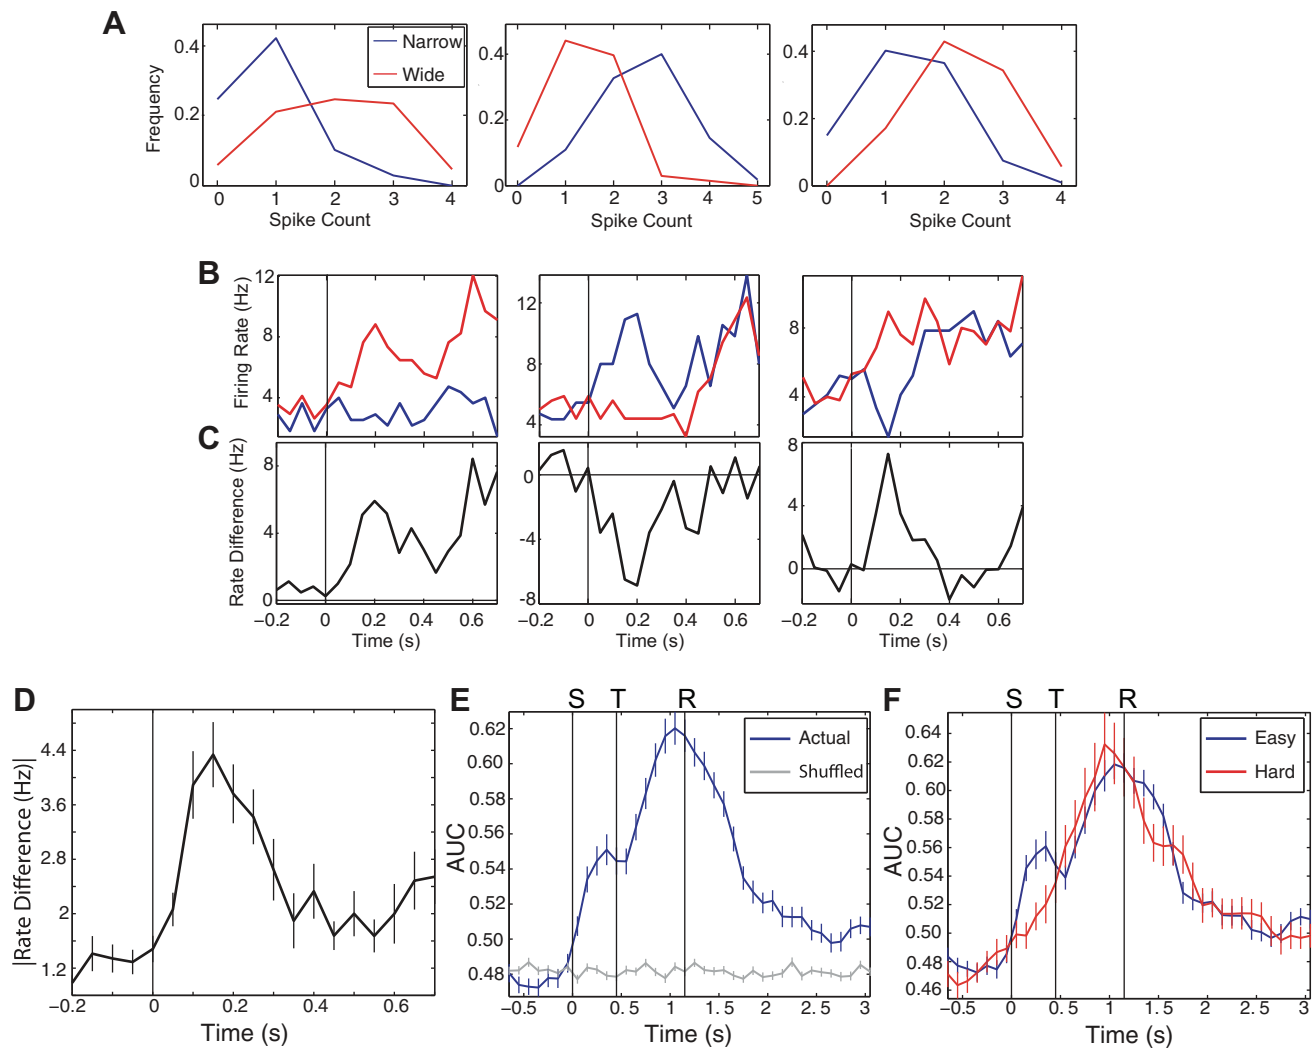 A
Frequency
0.4
0.2
0
Narrow
Wide
0 1 2 3 4
Spike Count
0.4
0.2
0
0 1 2 3 4 5
Spike Count
0.4
0.2
0
0 1 2 3 4
Spike Count
B
Firing Rate (Hz)
12
8
4
12
8
4
8
4
C
Rate Difference (Hz)
8
4
0
−0.2 0 0.2 0.4 0.6
Time (s)
0
-4
-8
−0.2 0 0.2 0.4 0.6
Time (s)
8
4
0
−0.2 0 0.2 0.4 0.6
Time (s)
D
|Rate Difference (Hz)|
4.4
3.6
2.8
2
1.2
−0.2 0 0.2 0.4 0.6
Time (s)
E
S T R
AUC
0.62
0.60
0.58
0.56
0.54
0.52
0.50
0.48
Actual
Shuffled
−0.5 0 0.5 1 1.5 2 2.5 3
Time (s)
F
S T R
AUC
0.64
0.62
0.60
0.58
0.56
0.54
0.52
0.50
0.48
0.46
Easy
Hard
−0.5 0 0.5 1 1.5 2 2.5 3
Time (s)